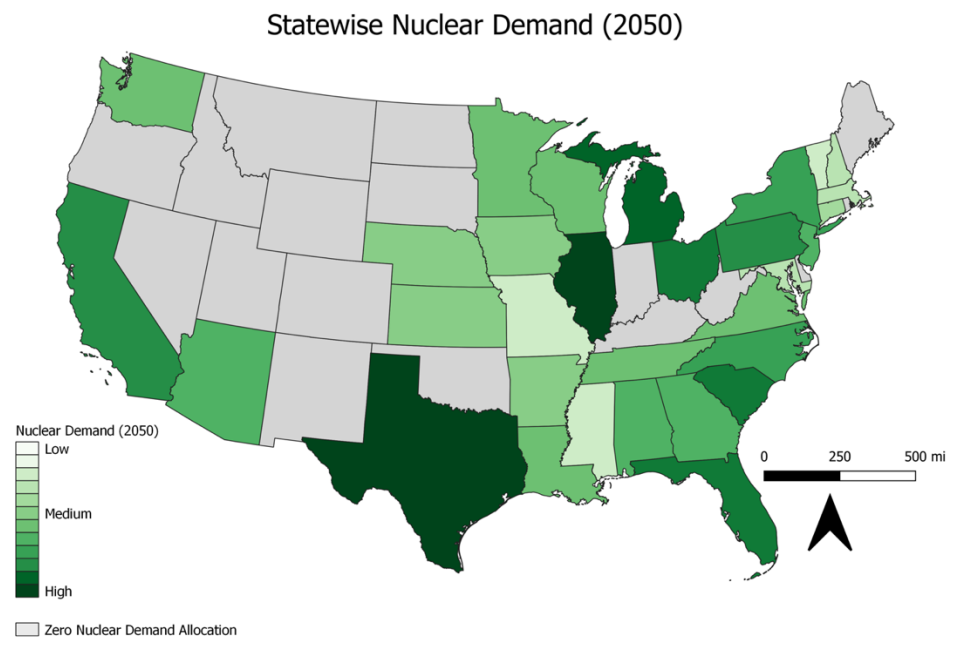 Statewise Nuclear Demand (2050)
Nuclear Demand (2050)
Low
Medium
High
Zero Nuclear Demand Allocation
0 250 500 mi